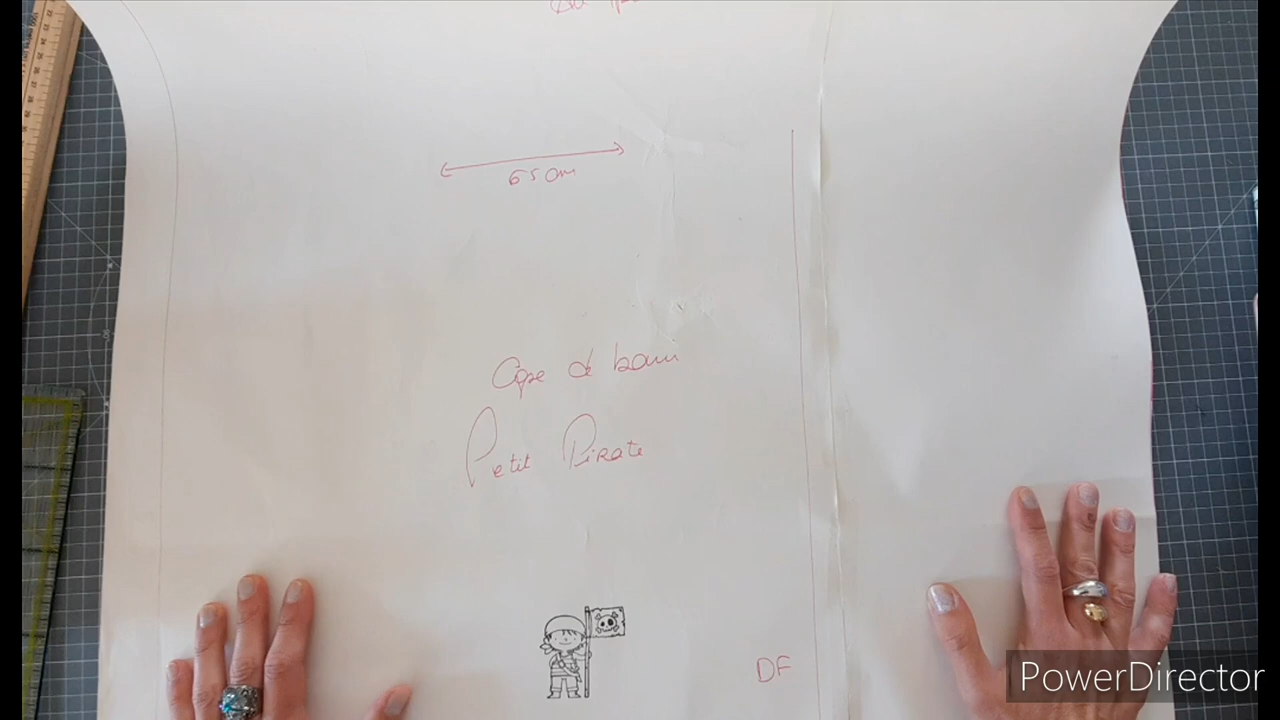 65 cm
Cape de bain
Petit Pirate
DF
PowerDirector